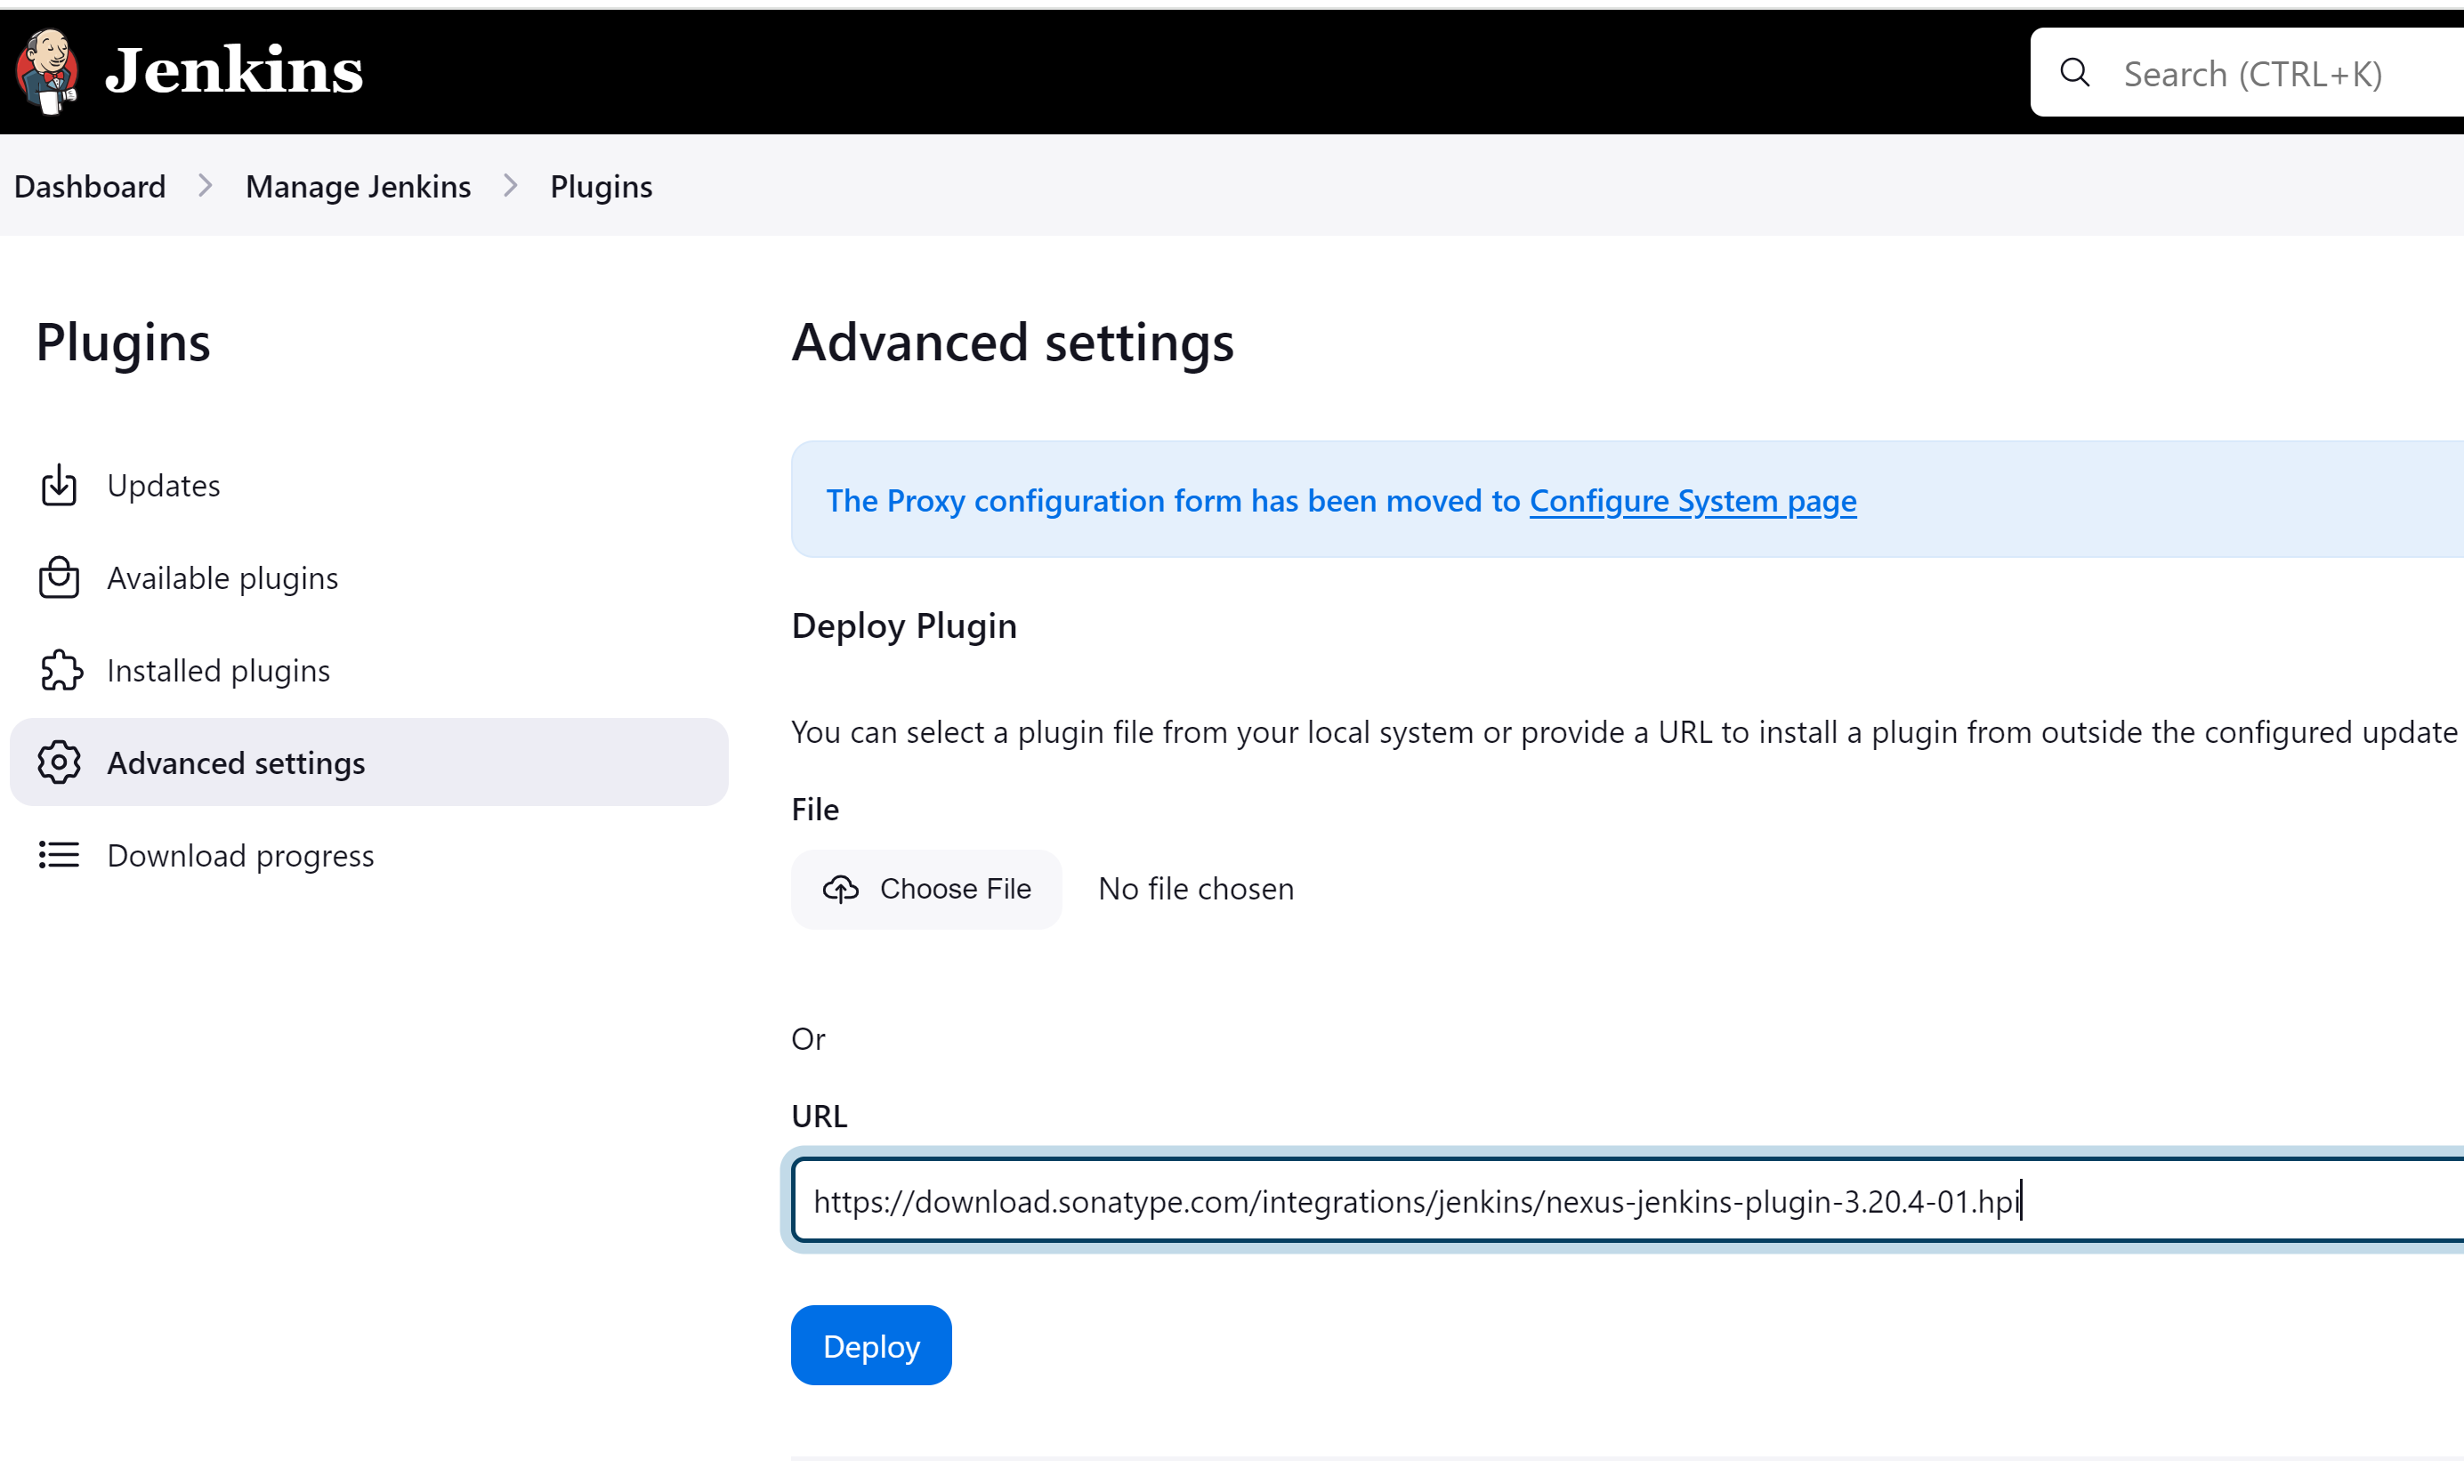 Jenkins
Search (CTRL+K)
Dashboard
Manage Jenkins
Plugins
Plugins
Updates
Available plugins
Installed plugins
Advanced settings
Download progress
Advanced settings
The Proxy configuration form has been moved to Configure System page
Deploy Plugin
You can select a plugin file from your local system or provide a URL to install a plugin from outside the configured update
File
Choose File No file chosen
Or
URL
https://download.sonatype.com/integrations/jenkins/nexus-jenkins-plugin-3.20.4-01.hpi
Deploy